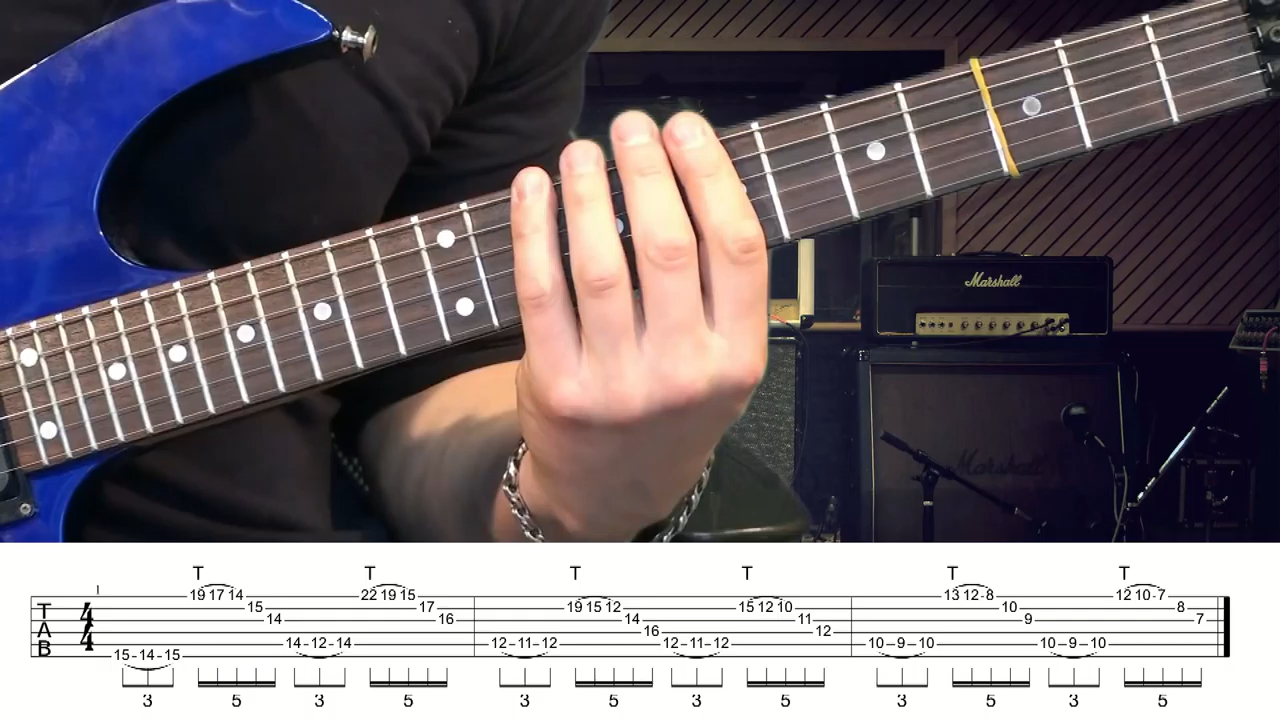 Marshall
Marshall
T T T T T T
19 17 14 22 19 15 13-12-8 12 10-7
T 4 15 17 19 15 12 15 12 10 10 8
14 16 14 11 9 7
A 4 16 12
B 14-12-14 12-11-12 12-11-12 10-9-10 10-9-10
15-14-15
3 5 3 5 3 5 3 5 3 5 3 5